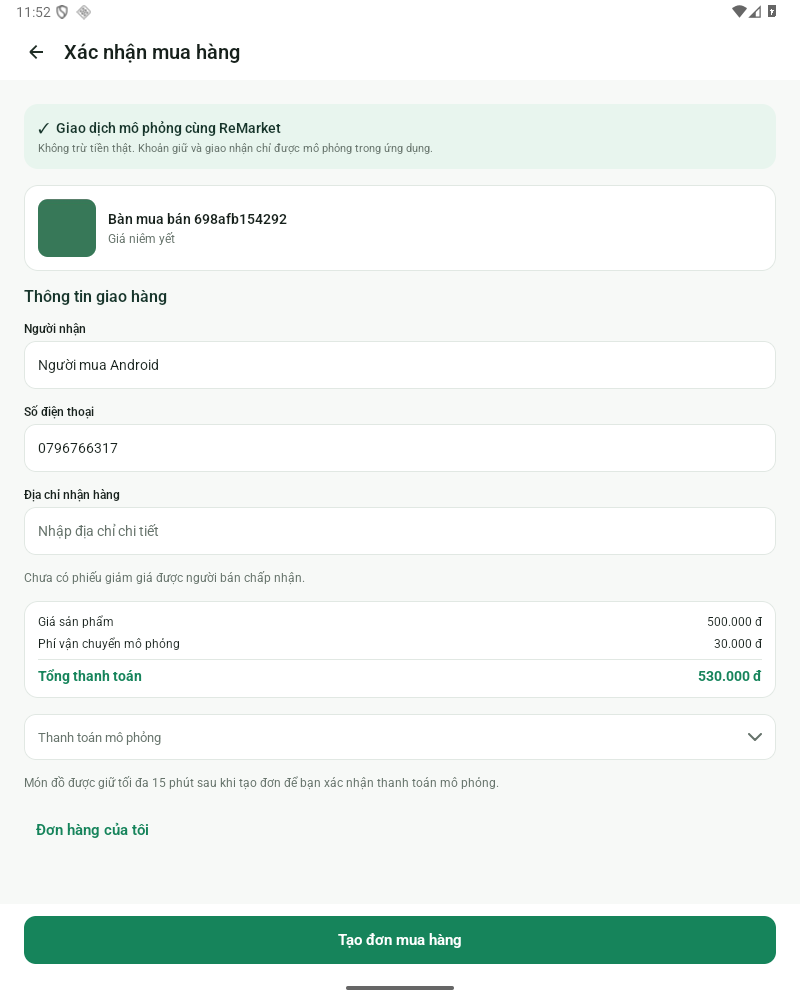 11:52
Xác nhận mua hàng
✓ Giao dịch mô phỏng cùng ReMarket
Không trừ tiền thật. Khoản giữ và giao nhận chỉ được mô phỏng trong ứng dụng.
Bàn mua bán 698afb154292
Giá niêm yết
Thông tin giao hàng
Người nhận
Người mua Android
Số điện thoại
0796766317
Địa chỉ nhận hàng
Nhập địa chỉ chi tiết
Chưa có phiếu giảm giá được người bán chấp nhận.
Giá sản phẩm 500.000 đ
Phí vận chuyển mô phỏng 30.000 đ
Tổng thanh toán 530.000 đ
Thanh toán mô phỏng
Món đồ được giữ tối đa 15 phút sau khi tạo đơn để bạn xác nhận thanh toán mô phỏng.
Đơn hàng của tôi
Tạo đơn mua hàng